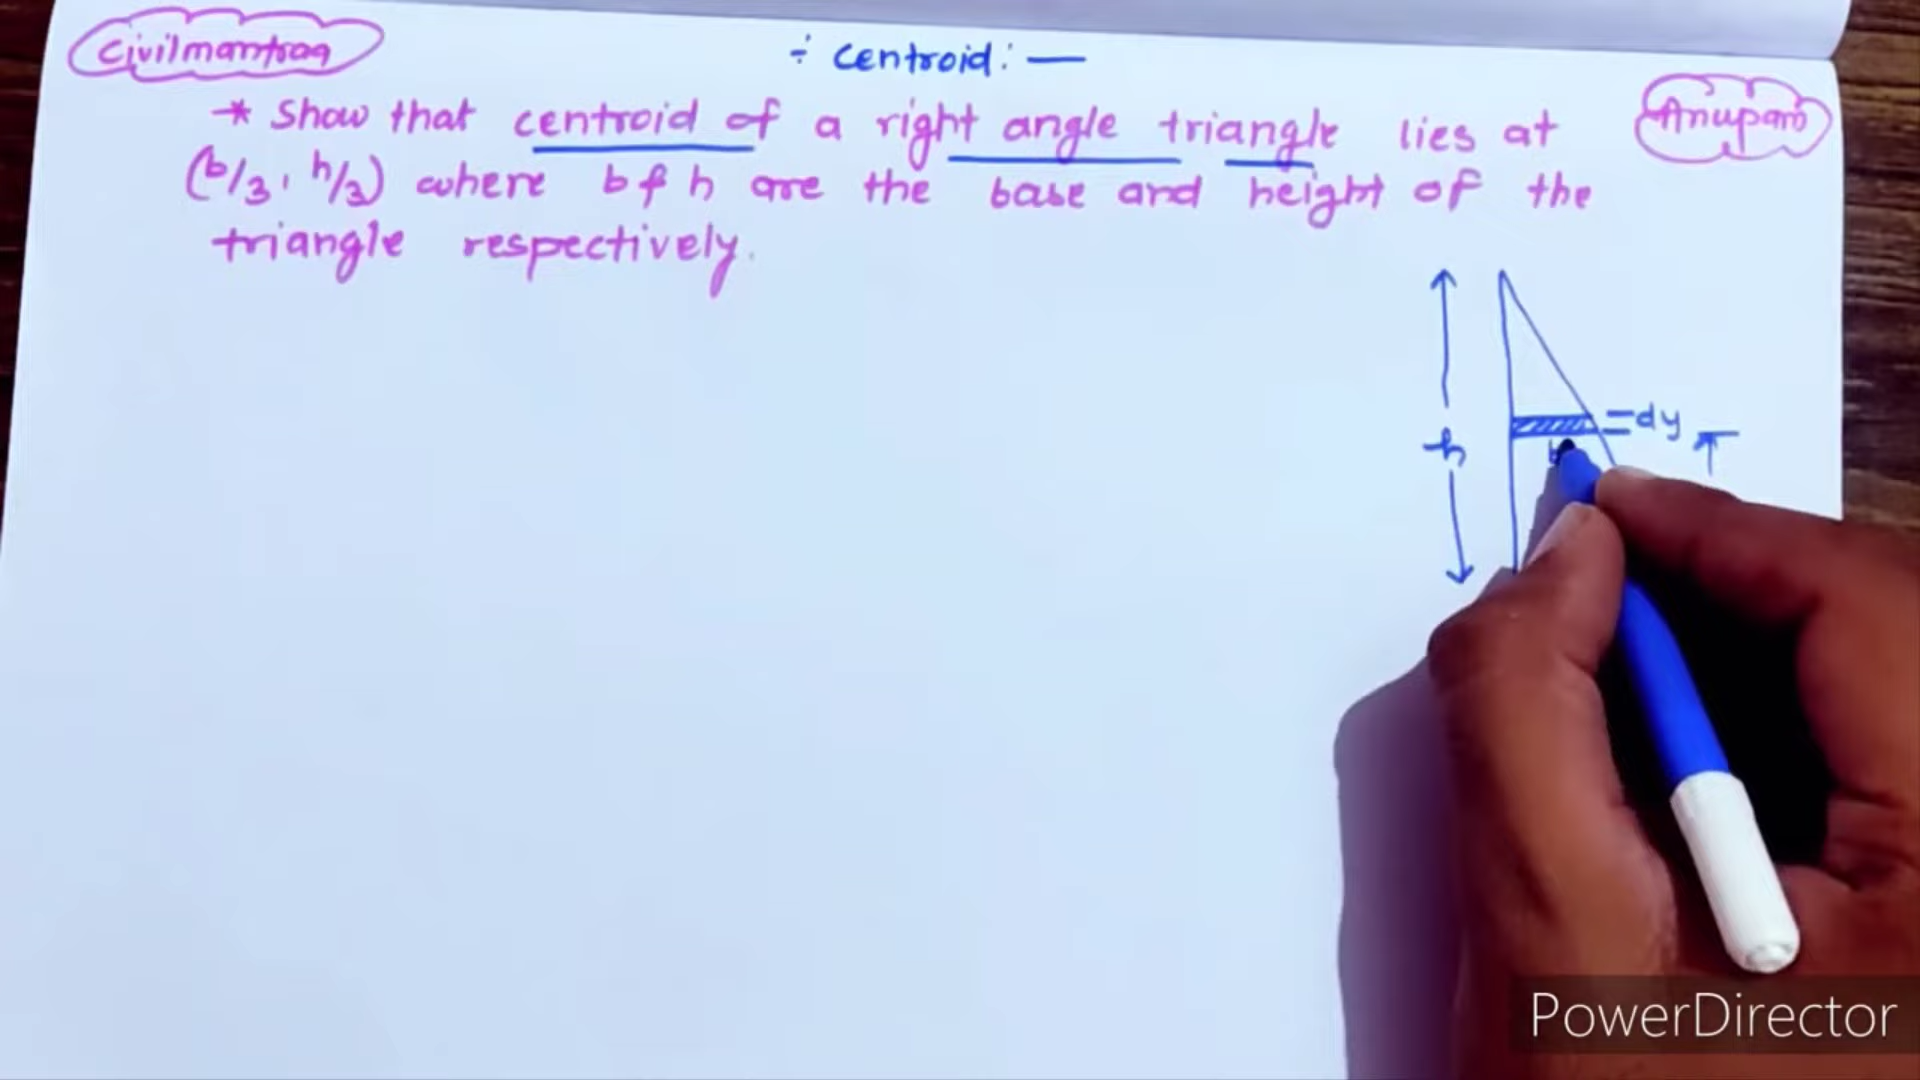 Civilmantraa
÷ Centroid: —
Anupam
* Show that centroid of a right angle triangle lies at
(b/3, h/3) where b & h are the base and height of the
triangle respectively.
dy
h
PowerDirector